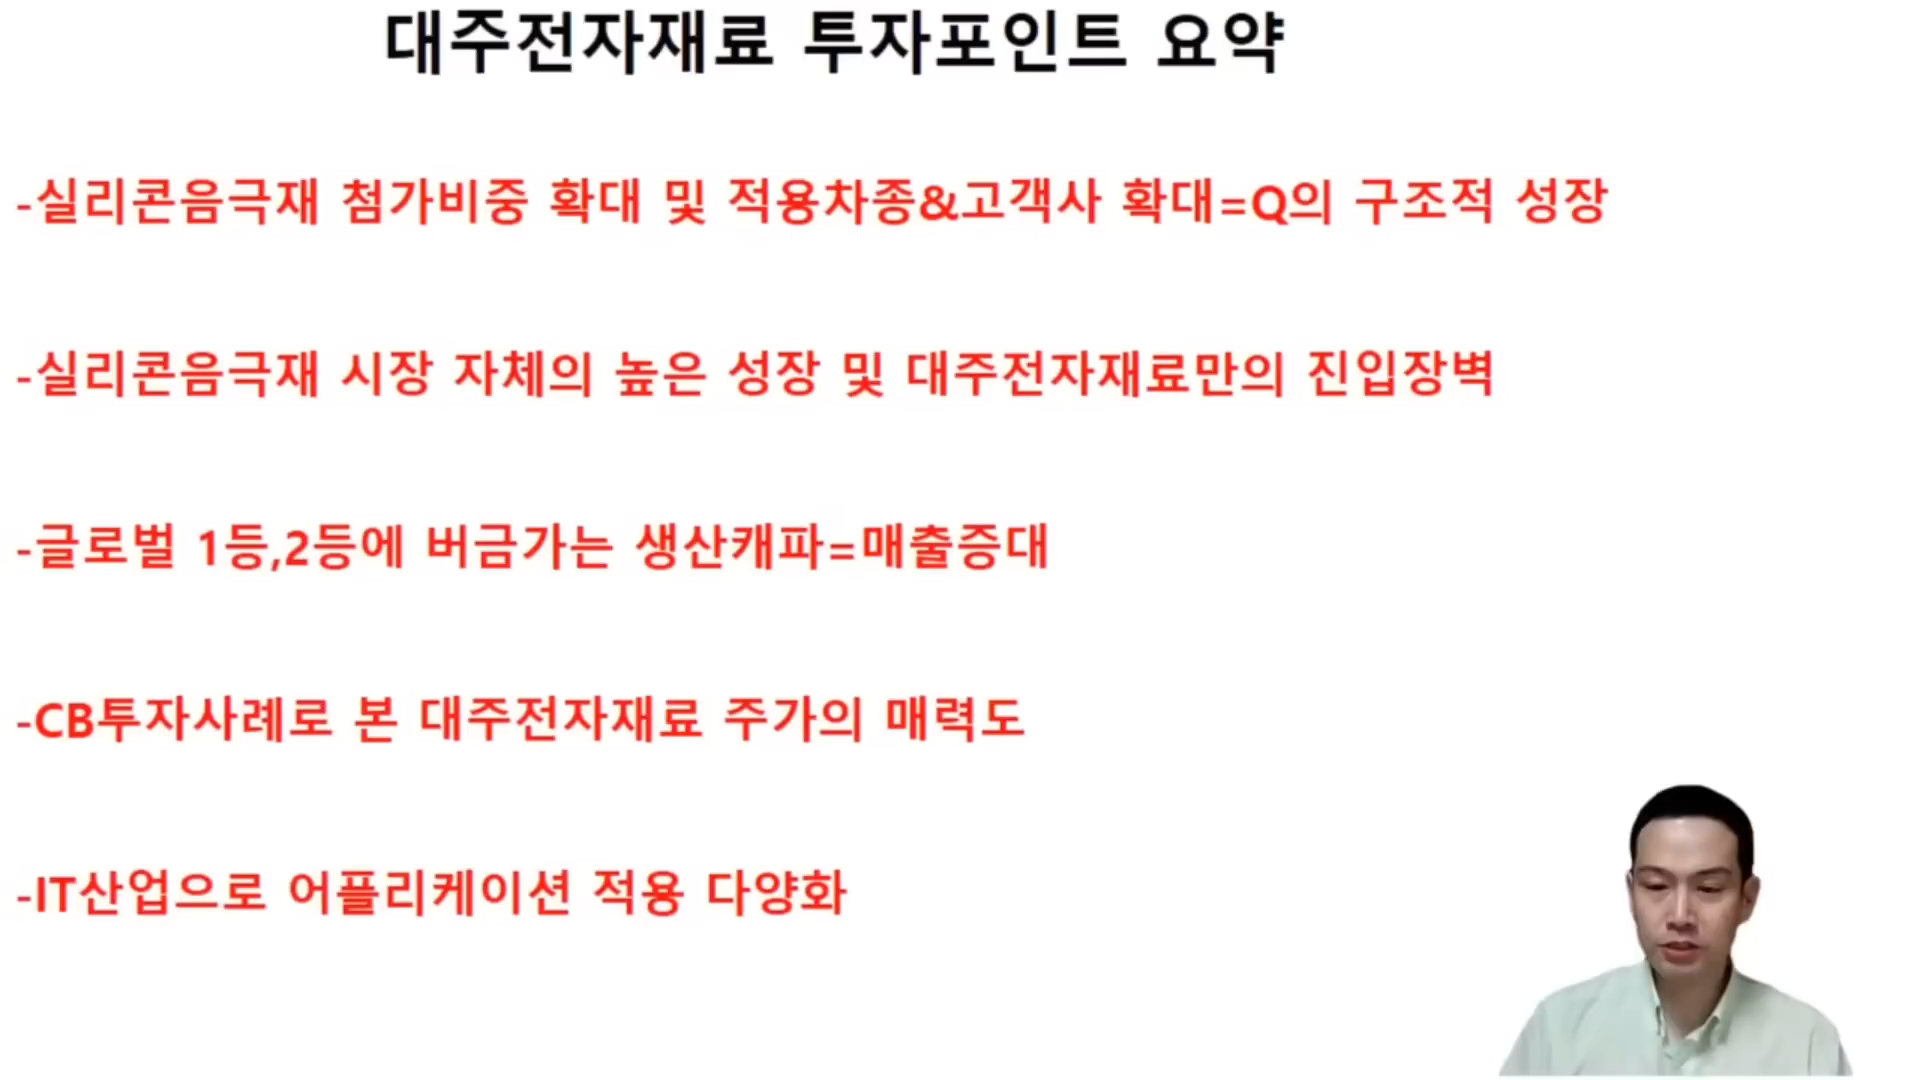 대주전자재료 투자포인트 요약
-실리콘음극재 첨가비중 확대 및 적용차종&고객사 확대=Q의 구조적 성장
-실리콘음극재 시장 자체의 높은 성장 및 대주전자재료만의 진입장벽
-글로벌 1등,2등에 버금가는 생산캐파=매출증대
-CB투자사례로 본 대주전자재료 주가의 매력도
-IT산업으로 어플리케이션 적용 다양화